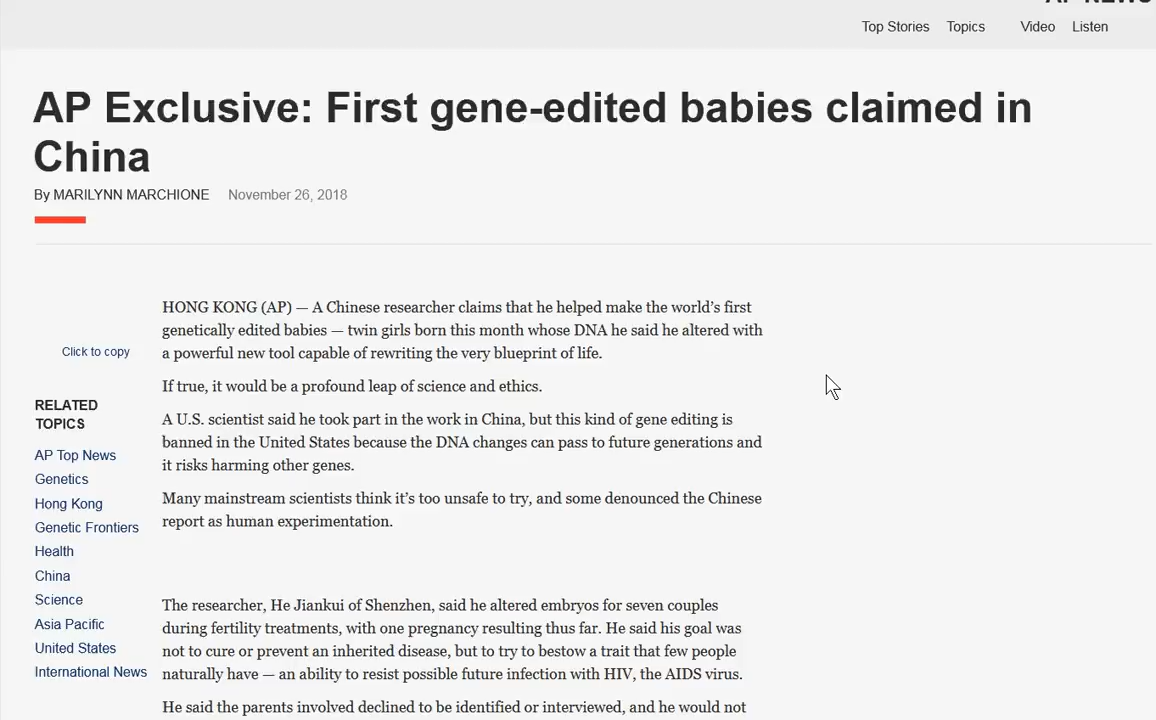 Top Stories Topics Video Listen
AP Exclusive: First gene-edited babies claimed in
China
By MARILYNN MARCHIONE November 26, 2018
HONG KONG (AP) — A Chinese researcher claims that he helped make the world’s first
genetically edited babies — twin girls born this month whose DNA he said he altered with
a powerful new tool capable of rewriting the very blueprint of life.
If true, it would be a profound leap of science and ethics.
A U.S. scientist said he took part in the work in China, but this kind of gene editing is
banned in the United States because the DNA changes can pass to future generations and
it risks harming other genes.
Many mainstream scientists think it’s too unsafe to try, and some denounced the Chinese
report as human experimentation.
The researcher, He Jiankui of Shenzhen, said he altered embryos for seven couples
during fertility treatments, with one pregnancy resulting thus far. He said his goal was
not to cure or prevent an inherited disease, but to try to bestow a trait that few people
naturally have — an ability to resist possible future infection with HIV, the AIDS virus.
He said the parents involved declined to be identified or interviewed, and he would not
Click to copy
RELATED
TOPICS
AP Top News
Genetics
Hong Kong
Genetic Frontiers
Health
China
Science
Asia Pacific
United States
International News